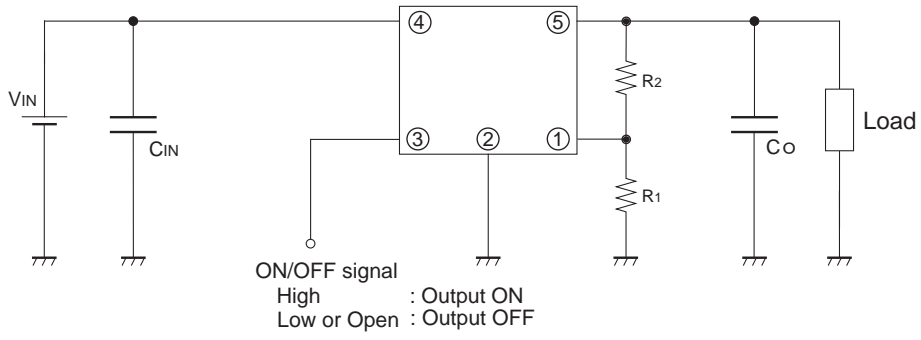 ④ ⑤
VIN
R2
③ ② ①
CIN
CO
Load
R1
ON/OFF signal
High : Output ON
Low or Open : Output OFF